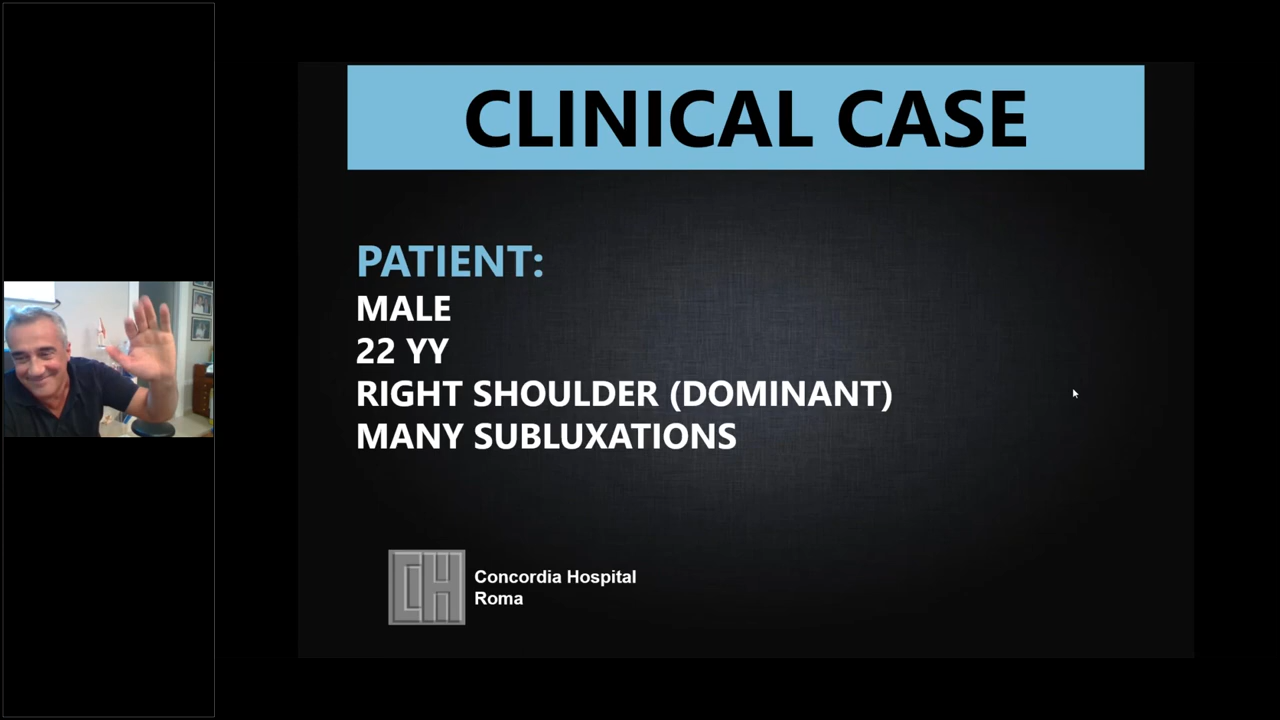 CLINICAL CASE
PATIENT:
MALE
22 YY
RIGHT SHOULDER (DOMINANT)
MANY SUBLUXATIONS
CH
Concordia Hospital
Roma